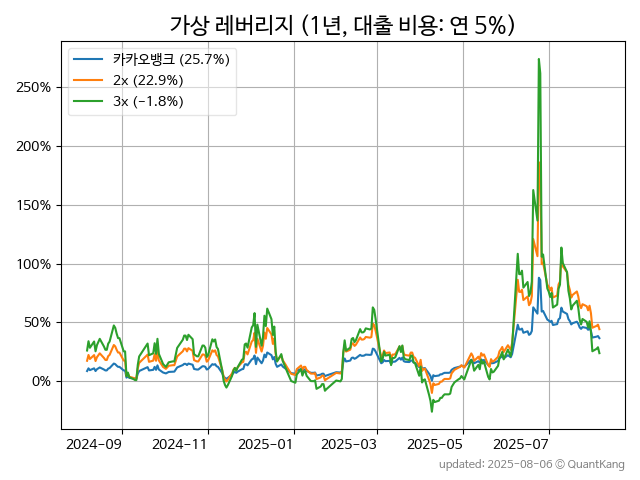 가상 레버리지 (1년, 대출 비용: 연 5%)
카카오뱅크 (25.7%)
2x (22.9%)
3x (−1.8%)
250%
200%
150%
100%
50%
0%
2024-09 2024-11 2025-01 2025-03 2025-05 2025-07
updated: 2025-08-06 © QuantKang